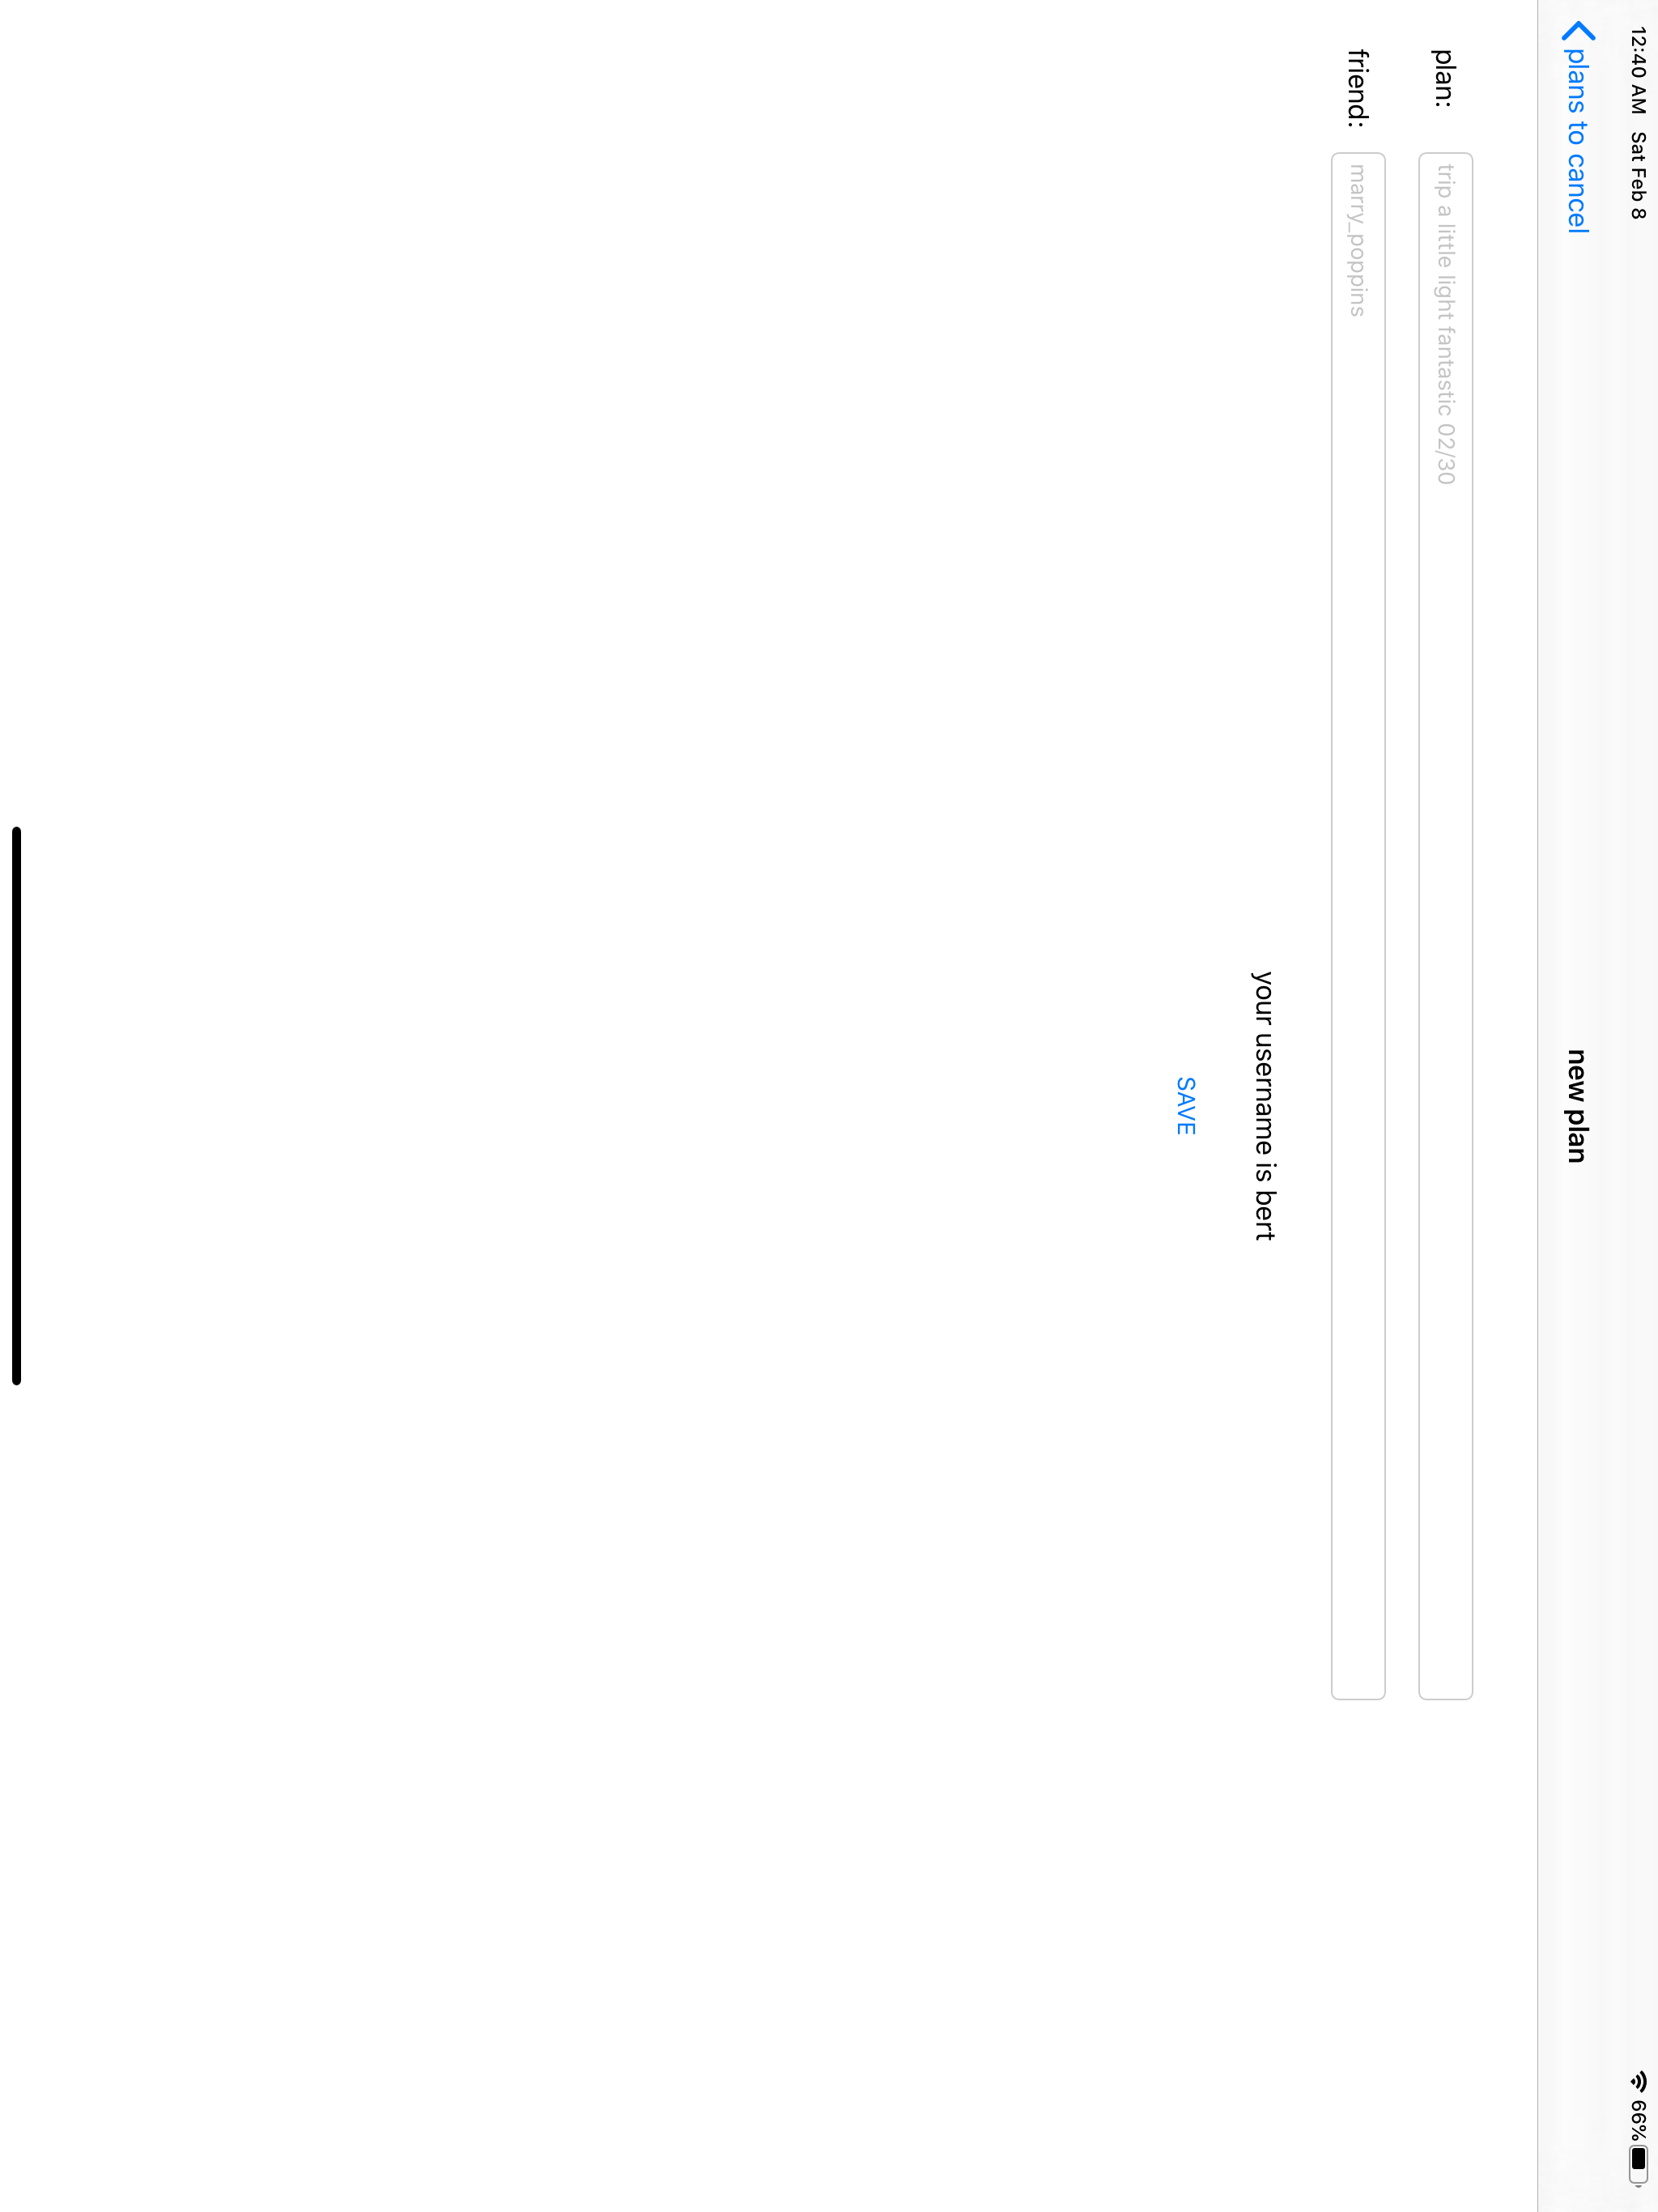 12:40 AM Sat Feb 8 66%
plans to cancel new plan
plan: trip a little light fantastic 02/30
friend: marry_poppins
your username is bert
SAVE